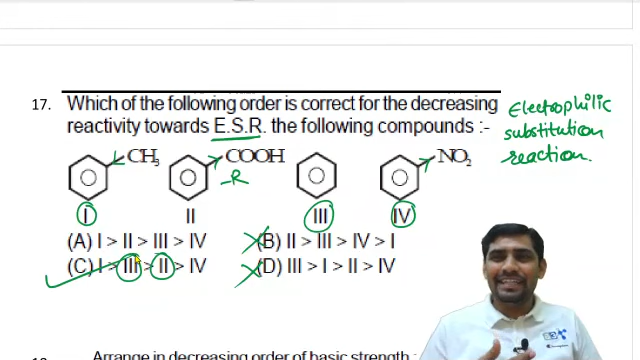 17. Which of the following order is correct for the decreasing
reactivity towards E.S.R. the following compounds :-
Electrophilic
substitution
reaction.
CH3 COOH NO2
-R
I II III IV
(A) I > II > III > IV (B) II > III > IV > I
(C) I > III > II > IV (D) III > I > II > IV
Arrange in decreasing order of basic strength :